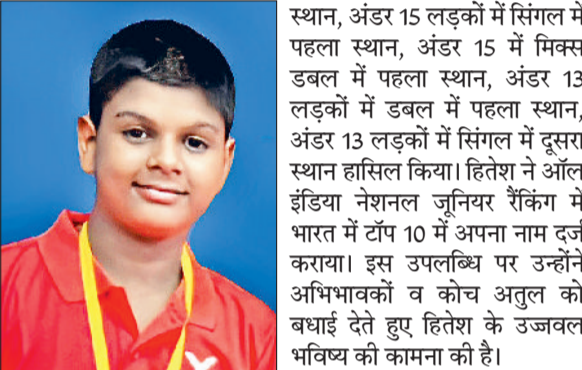 स्थान, अंडर 15 लड़कों में सिंगल में
पहला स्थान, अंडर 15 में मिक्स
डबल में पहला स्थान, अंडर 13
लड़कों में डबल में पहला स्थान,
अंडर 13 लड़कों में सिंगल में दूसरा
स्थान हासिल किया। हितेश ने ऑल
इंडिया नेशनल जूनियर रैंकिंग में
भारत में टॉप 10 में अपना नाम दर्ज
कराया। इस उपलब्धि पर उन्होंने
अभिभावकों व कोच अतुल को
बधाई देते हुए हितेश के उज्जवल
भविष्य की कामना की है।